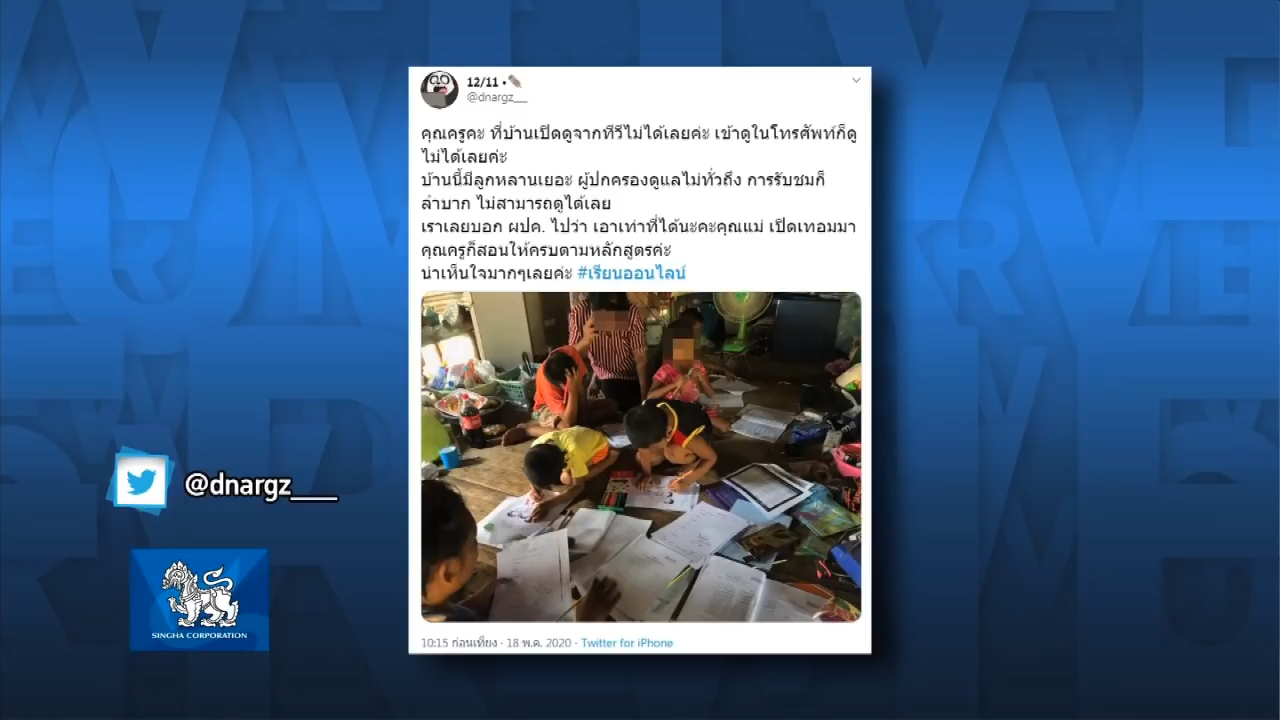 12/11 •
@dnargz___
คุณครูคะ ที่บ้านเปิดดูจากทีวีไม่ได้เลยค่ะ เข้าดูในโทรศัพท์ก็ดู
ไม่ได้เลยค่ะ
บ้านนี้มีลูกหลานเยอะ ผู้ปกครองดูแลไม่ทั่วถึง การรับชมก็
ลำบาก ไม่สามารถดูได้เลย
เราเลยบอก ผปค. ไปว่า เอาเท่าที่ได้นะคะคุณแม่ เปิดเทอมมา
คุณครูก็สอนให้ครบตามหลักสูตรค่ะ
น่าเห็นใจมากๆเลยค่ะ #เรียนออนไลน์
10:15 ก่อนเที่ยง · 18 พ.ค. 2020 · Twitter for iPhone
@dnargz___
SINGHA CORPORATION